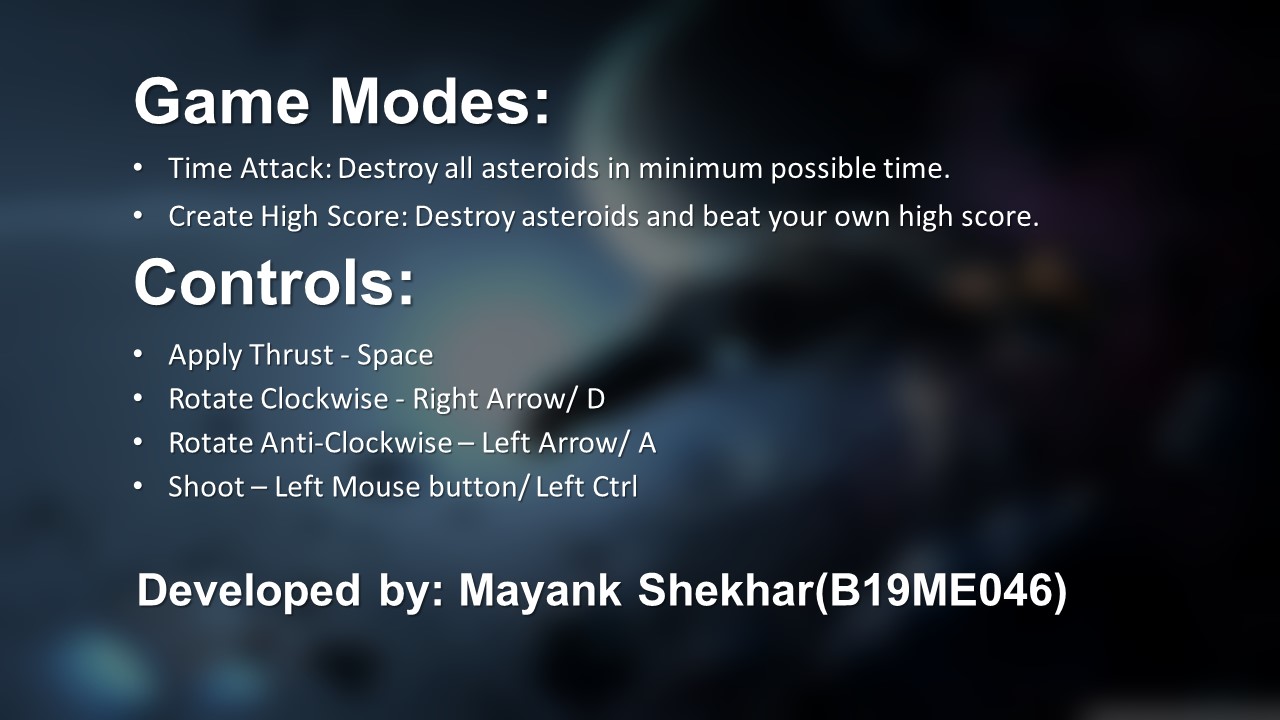 Game Modes:
• Time Attack: Destroy all asteroids in minimum possible time.
• Create High Score: Destroy asteroids and beat your own high score.
Controls:
• Apply Thrust - Space
• Rotate Clockwise - Right Arrow/ D
• Rotate Anti-Clockwise – Left Arrow/ A
• Shoot – Left Mouse button/ Left Ctrl
Developed by: Mayank Shekhar(B19ME046)